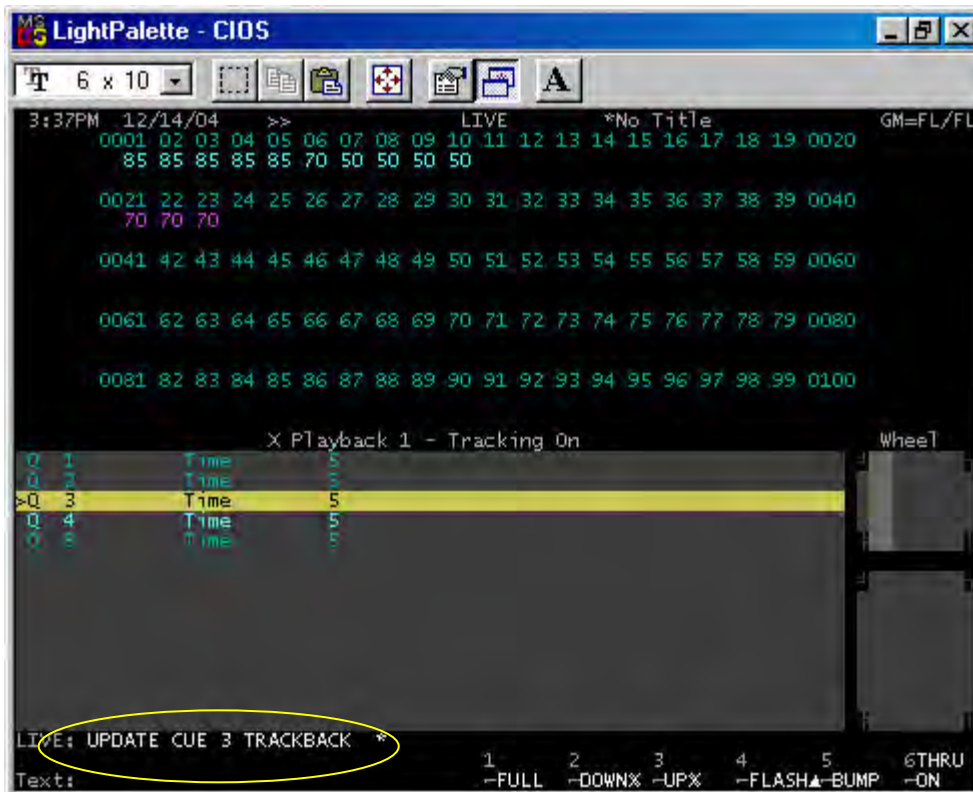 LightPalette - CIOS
6 x 10
A
3:37PM 12/14/04 >> LIVE *No Title GM=FL/FL
0001 02 03 04 05 06 07 08 09 10 11 12 13 14 15 16 17 18 19 0020
85 85 85 85 85 70 50 50 50 50
0021 22 23 24 25 26 27 28 29 30 31 32 33 34 35 36 37 38 39 0040
70 70 70
0041 42 43 44 45 46 47 48 49 50 51 52 53 54 55 56 57 58 59 0060
0061 62 63 64 65 66 67 68 69 70 71 72 73 74 75 76 77 78 79 0080
0081 82 83 84 85 86 87 88 89 90 91 92 93 94 95 96 97 98 99 0100
X Playback 1 - Tracking On Wheel
Q 1 Time 5
Q 2 Time 5
>Q 3 Time 5
Q 4 Time 5
Q 5 Time 5
LIVE: UPDATE CUE 3 TRACKBACK *
1 2 3 4 5 6THRU
Text: ⌐FULL ⌐DOWN% ⌐UP% ⌐FLASH▲⌐BUMP ⌐ON